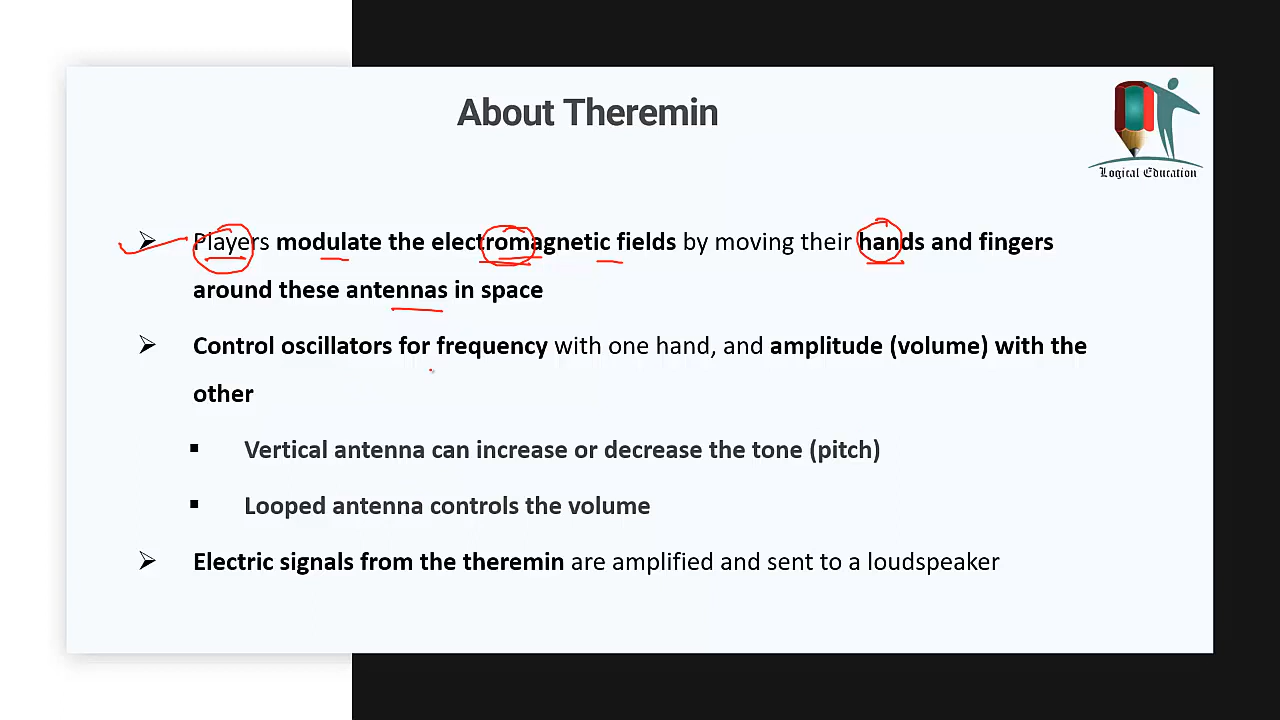 About Theremin
Logical Education
Players modulate the electromagnetic fields by moving their hands and fingers
around these antennas in space
Control oscillators for frequency with one hand, and amplitude (volume) with the
other
Vertical antenna can increase or decrease the tone (pitch)
Looped antenna controls the volume
Electric signals from the theremin are amplified and sent to a loudspeaker